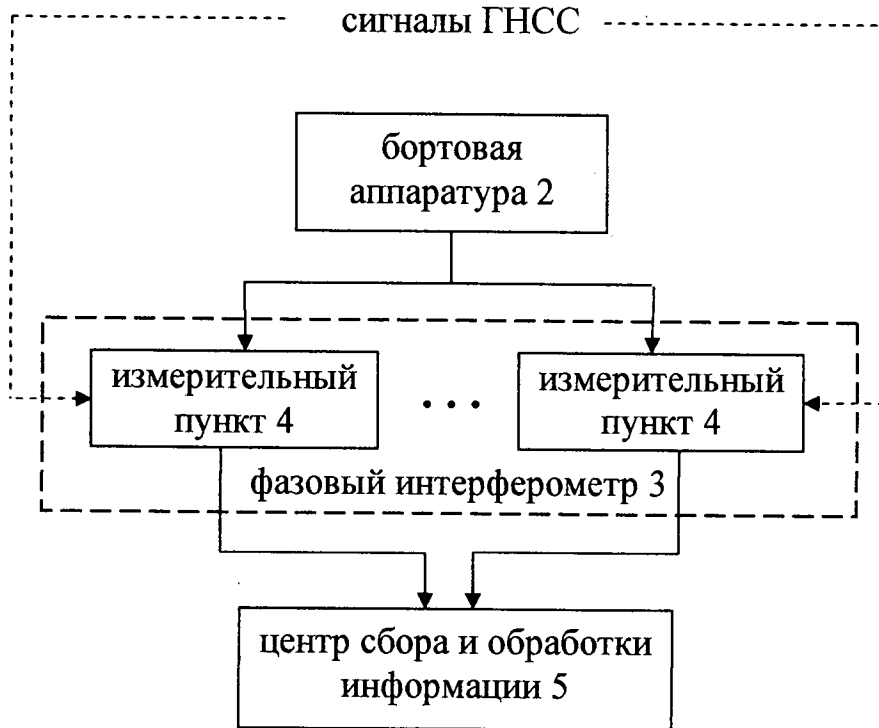 сигналы ГНСС
бортовая
аппаратура 2
измерительный
пункт 4
. . .
измерительный
пункт 4
фазовый интерферометр 3
центр сбора и обработки
информации 5